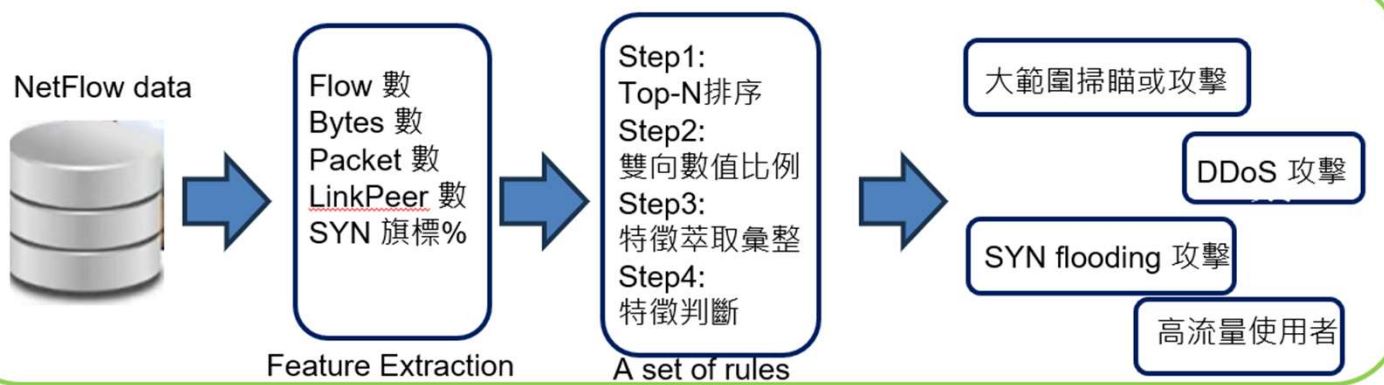 NetFlow data
Flow 數
Bytes 數
Packet 數
LinkPeer 數
SYN 旗標%
Feature Extraction
Step1:
Top-N排序
Step2:
雙向數值比例
Step3:
特徵萃取彙整
Step4:
特徵判斷
A set of rules
大範圍掃瞄或攻擊
DDoS 攻擊
SYN flooding 攻擊
高流量使用者